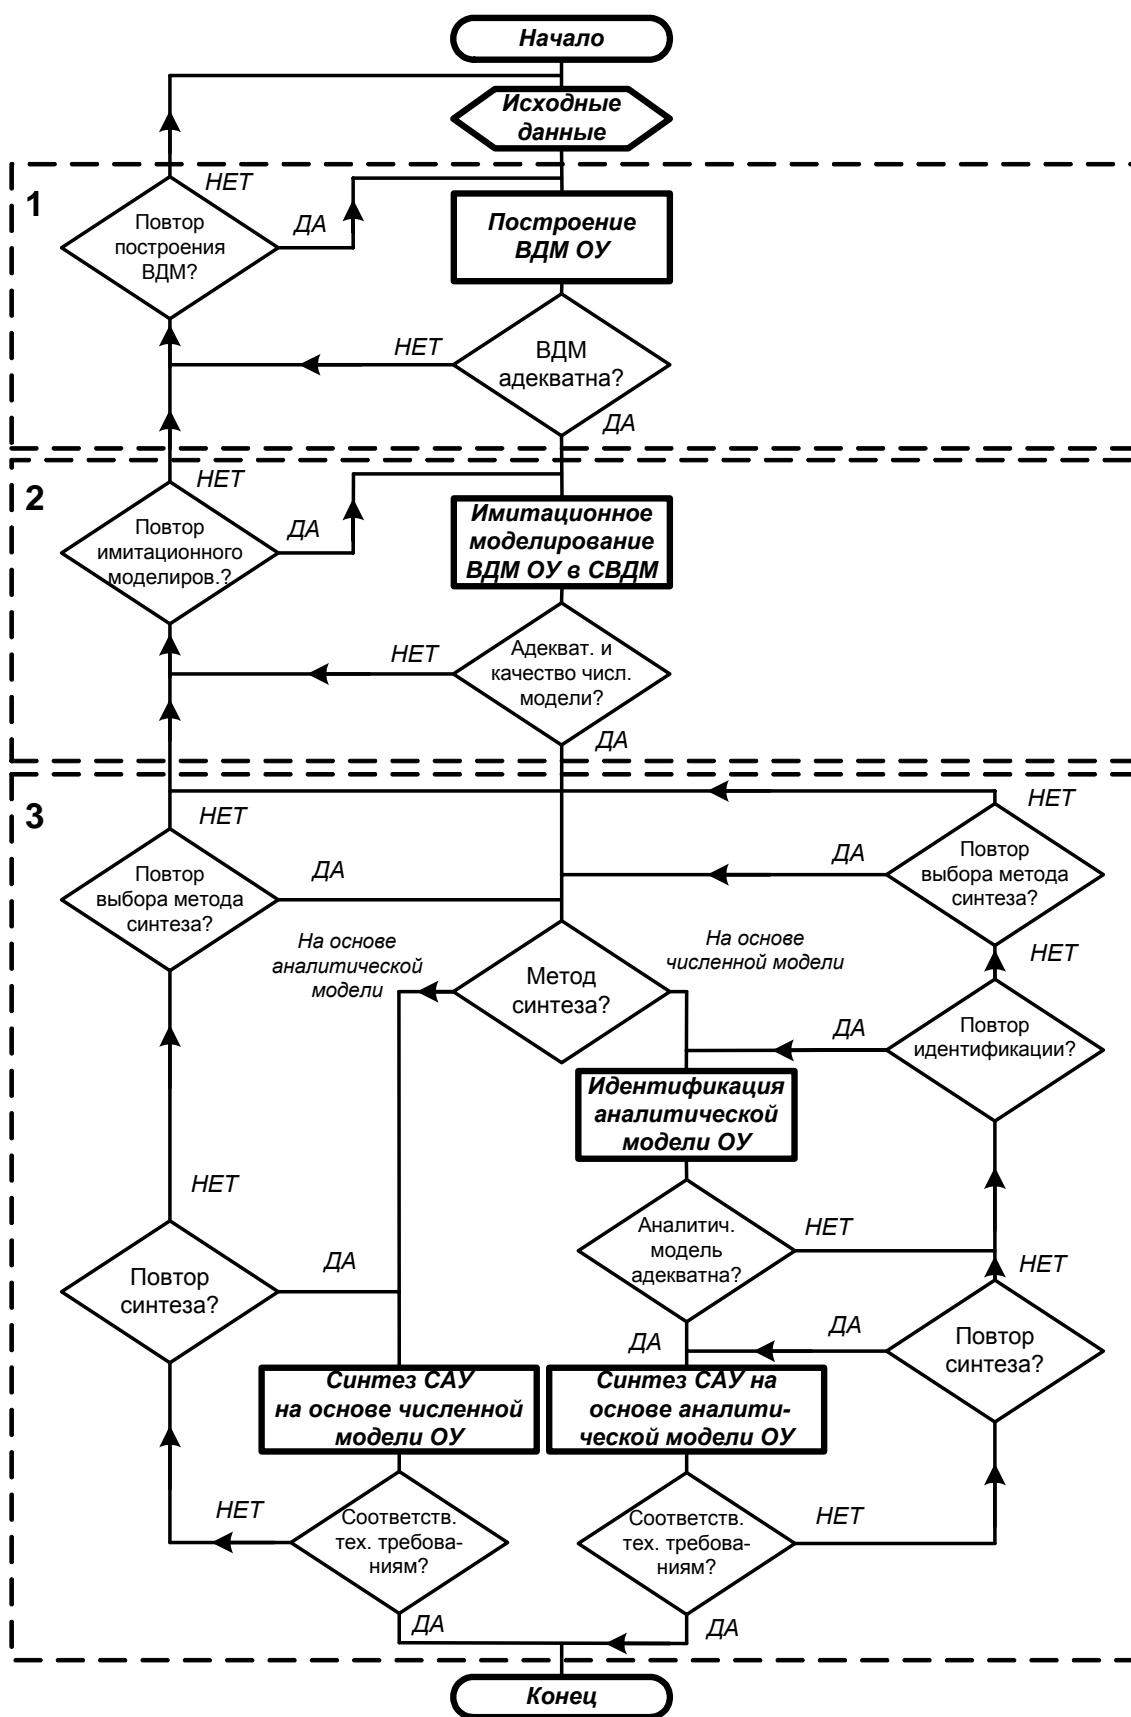 Начало
Исходные
данные
1
НЕТ
Повтор
построения
ВДМ?
ДА
Построение
ВДМ ОУ
НЕТ
ВДМ
адекватна?
ДА
2
НЕТ
Повтор
имитационного
моделиров.?
ДА
Имитационное
моделирование
ВДМ ОУ в СВДМ
НЕТ
Адекват. и
качество числ.
модели?
ДА
3
НЕТ
НЕТ
Повтор
выбора метода
синтеза?
ДА
ДА
Повтор
выбора метода
синтеза?
На основе
аналитической
модели
Метод
синтеза?
На основе
численной модели
НЕТ
ДА
Повтор
идентификации?
Идентификация
аналитической
модели ОУ
НЕТ
Аналитич.
модель
адекватна?
НЕТ
Повтор
синтеза?
ДА
НЕТ
ДА
ДА
Повтор
синтеза?
Синтез САУ
на основе численной
модели ОУ
Синтез САУ на
основе аналити-
ческой модели ОУ
НЕТ
Соответств.
тех. требова-
ниям?
Соответств.
тех. требова-
ниям?
НЕТ
ДА
ДА
Конец